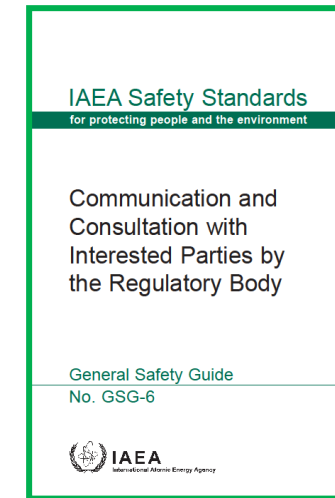 IAEA Safety Standards
for protecting people and the environment
Communication and
Consultation with
Interested Parties by
the Regulatory Body
General Safety Guide
No. GSG-6
IAEA
International Atomic Energy Agency